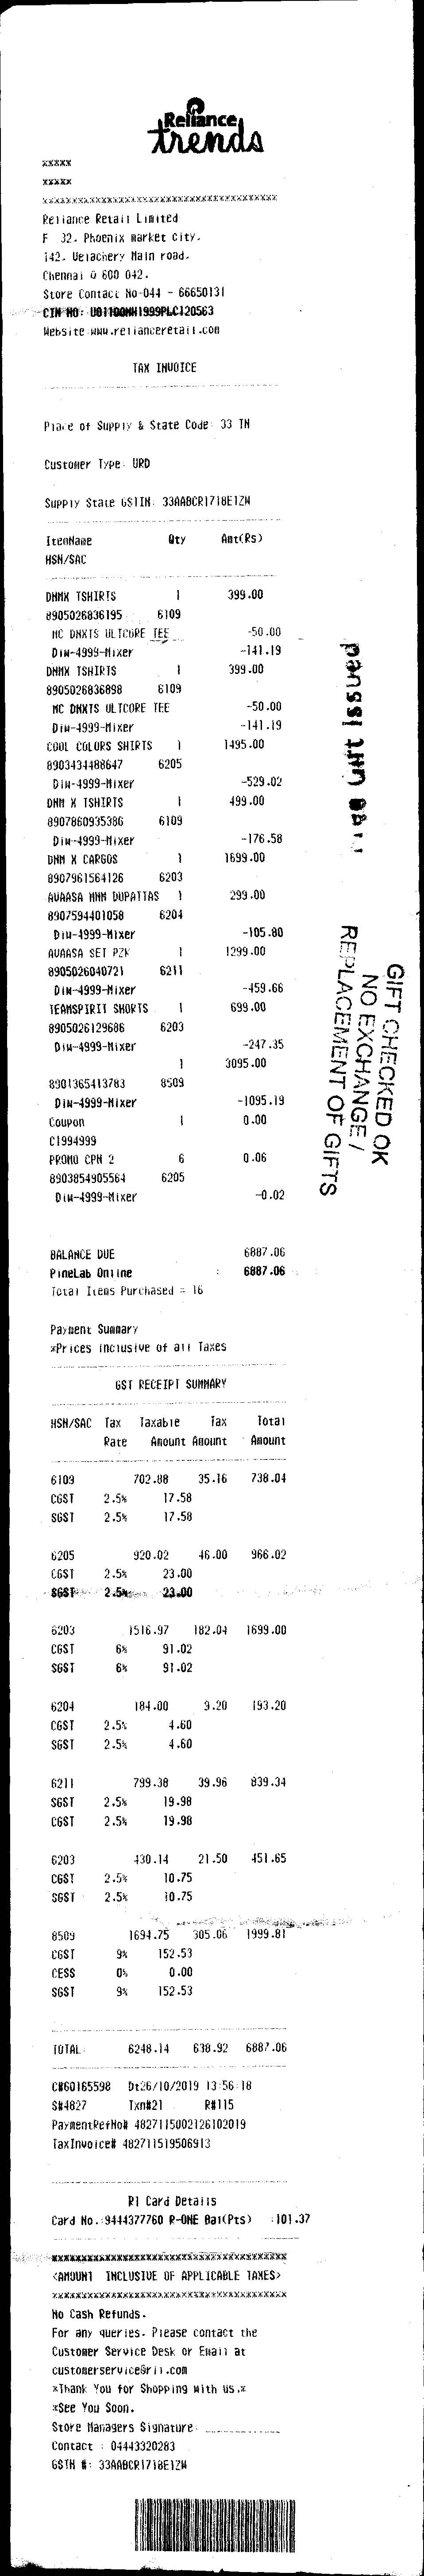 Reliance
trends
xxxxx
xxxxx
xxxxxxxxxxxxxxxxxxxxxxxxxxxxxxxxxxxxxxxx
Reliance Retail Limited
F 32, Phoenix market City,
142, Velachery Main road,
Chennai 600 042.
Store Contact No-044 - 66650131
CIN NO: U01100MH1999PLC120563
Website:www.relianceretail.com
TAX INVOICE
Place of Supply & State Code: 33 TN
Customer Type: URD
Supply State GSTIN: 33AABCR1718E1ZW
ItemName Qty Amt(Rs)
HSN/SAC
DNMX TSHIRTS 1 399.00
8905026836195 6109
MC DNXTS ULTCORE TEE -50.00
Diw-4999-Mixer -141.19
DNMX TSHIRTS 1 399.00
8905026836898 6109
MC DNXTS ULTCORE TEE -50.00
Diw-4999-Mixer -141.19
COOL COLORS SHIRTS 1 1495.00
8903434488647 6205
Diw-4999-Mixer -529.02
DNM X TSHIRTS 1 499.00
8907860935386 6109
Diw-4999-Mixer -176.58
DNM X CARGOS 1 1699.00
8907961564126 6203
AVAASA MNM DUPATTAS 1 299.00
8907594401058 6204
Diw-4999-Mixer -105.80
AVAASA SET PZK 1 1299.00
8905026040721 6211
Diw-4999-Mixer -459.66
TEAMSPIRIT SHORTS 1 699.00
8905026129686 6203
Diw-4999-Mixer -247.35
1 3095.00
8901365413783 8509
Diw-4999-Mixer -1095.19
Coupon 1 0.00
C1994999
PROMO CPN 2 6 0.06
8903854905564 6205
Diw-4999-Mixer -0.02
BALANCE DUE 6887.06
PineLab Online : 6887.06
Total Items Purchased = 16
Payment Summary
*Prices inclusive of all Taxes
GST RECEIPT SUMMARY
HSN/SAC Tax Taxable Tax Total
Rate Amount Amount Amount
6109 702.88 35.16 738.04
CGST 2.5% 17.58
SGST 2.5% 17.58
6205 920.02 46.00 966.02
CGST 2.5% 23.00
SGST 2.5% 23.00
6203 1516.97 182.04 1699.00
CGST 6% 91.02
SGST 6% 91.02
6204 184.00 9.20 193.20
CGST 2.5% 4.60
SGST 2.5% 4.60
6211 799.38 39.96 839.34
SGST 2.5% 19.98
CGST 2.5% 19.98
6203 430.14 21.50 451.65
CGST 2.5% 10.75
SGST 2.5% 10.75
8509 1694.75 305.06 1999.81
CGST 9% 152.53
CESS 0% 0.00
SGST 9% 152.53
TOTAL: 6248.14 638.92 6887.06
C#60165598 Dt26/10/2019 13:56:18
S#4827 Txn#21 R#115
PaymentRefNo# 4827115002126102019
TaxInvoice# 482711519506913
R1 Card Details
Card No.:9444377760 R-ONE Bal(Pts) :101.37
xxxxxxxxxxxxxxxxxxxxxxxxxxxxxxxxxxxxxxxx
<AMOUNT INCLUSIVE OF APPLICABLE TAXES>
xxxxxxxxxxxxxxxxxxxxxxxxxxxxxxxxxxxxxxxx
No Cash Refunds.
For any queries, Please contact the
Customer Service Desk or Email at
customerservice@ril.com
*Thank You for Shopping with us.*
*See You Soon.
Store Managers Signature:
Contact : 04443320283
GSTN #: 33AABCR1718E1ZW
Gift issued
GIFT CHECKED OK
NO EXCHANGE /
REPLACEMENT OF GIFTS